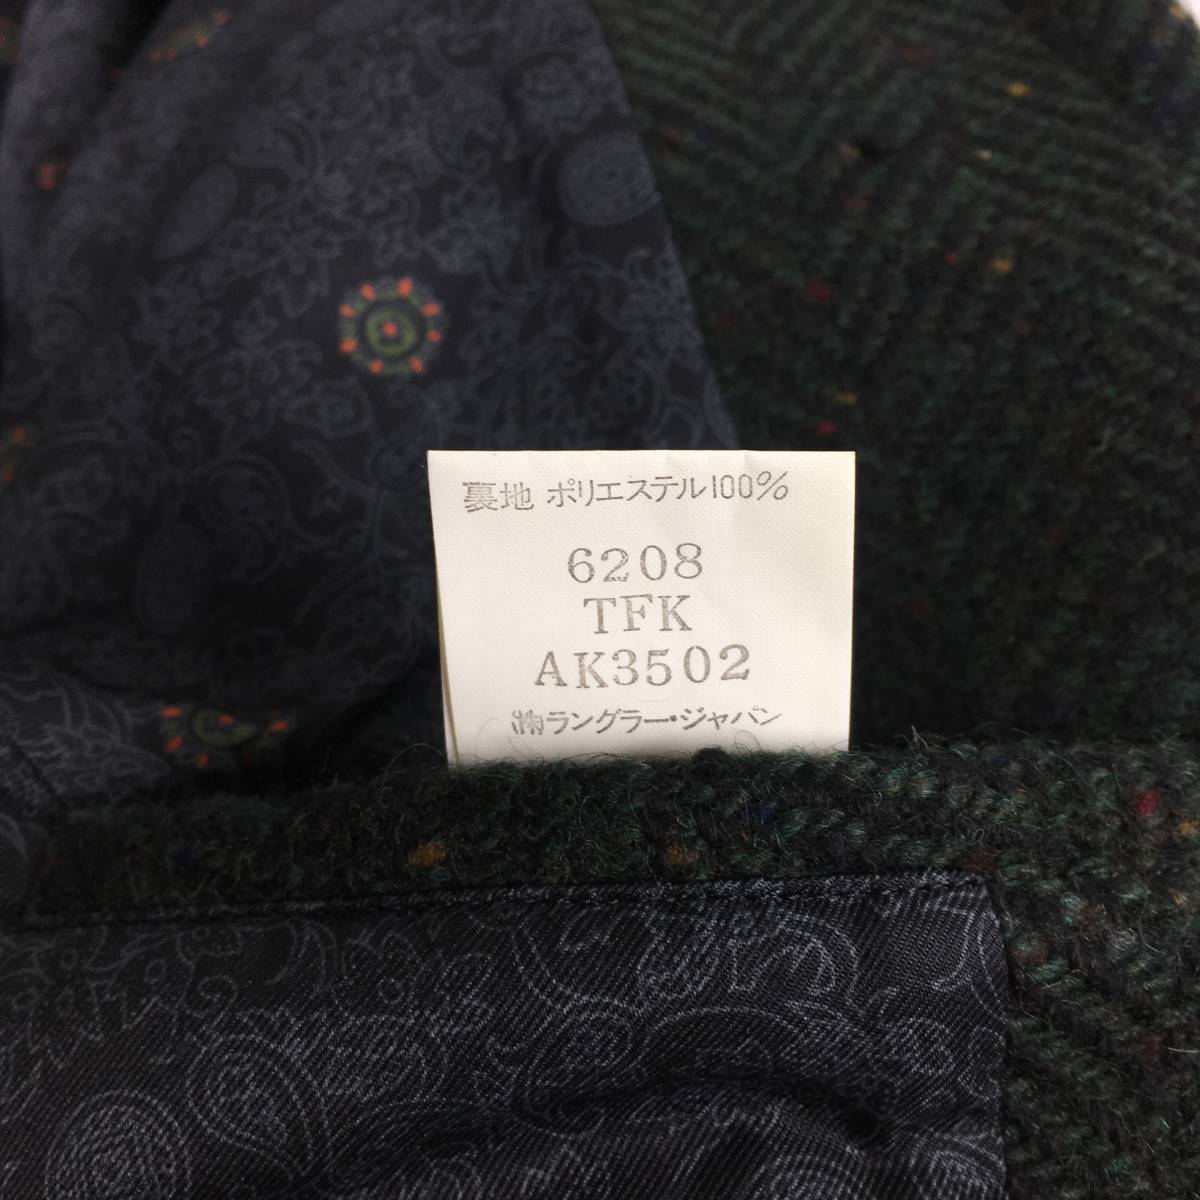 裏地 ポリエステル100%
6208
TFK
AK3502
㈱ラングラー・ジャパン